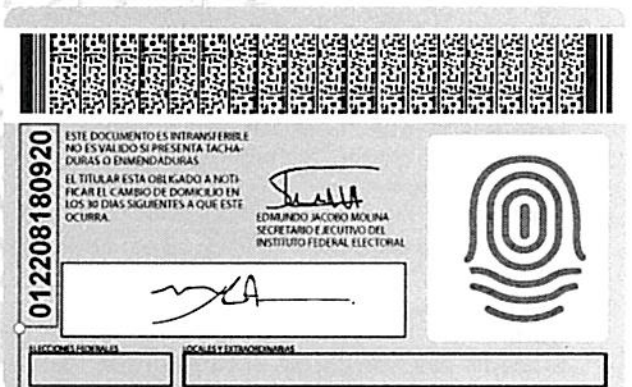 ESTE DOCUMENTO ES INTRANSFERIBLE
NO ES VALIDO SI PRESENTA TACHA-
DURAS O ENMENDADURAS
EL TITULAR ESTA OBLIGADO A NOTI-
FICAR EL CAMBIO DE DOMICILIO EN
LOS 30 DIAS SIGUIENTES A QUE ESTE
OCURRA.
012208180920
EDMUNDO JACOBO MOLINA
SECRETARIO EJECUTIVO DEL
INSTITUTO FEDERAL ELECTORAL
ELECCIONES FEDERALES
LOCALES Y EXTRAORDINARIAS